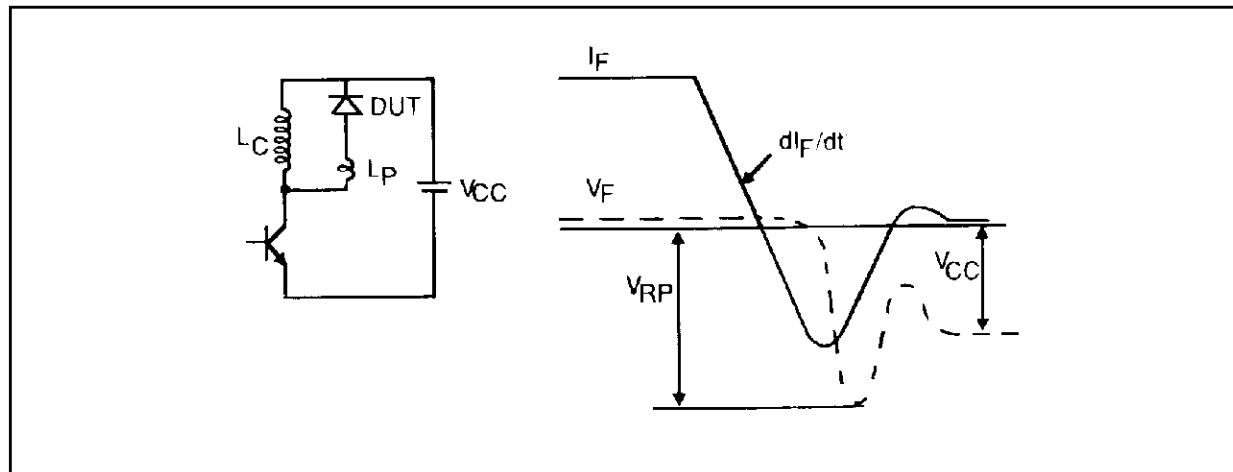 DUT
LC
LP
VCC
IF
dIF/dt
VF
VRP
VCC